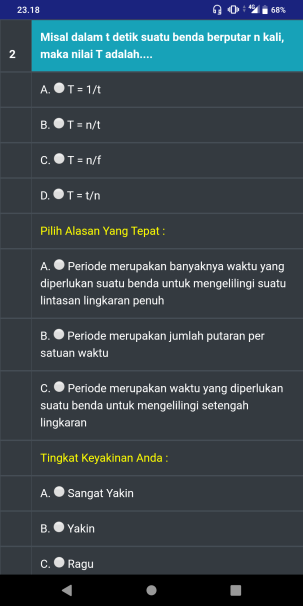 23.18
4G
68%
2
Misal dalam t detik suatu benda berputar n kali,
maka nilai T adalah....
A. T = 1/t
B. T = n/t
C. T = n/f
D. T = t/n
Pilih Alasan Yang Tepat :
A. Periode merupakan banyaknya waktu yang
diperlukan suatu benda untuk mengelilingi suatu
lintasan lingkaran penuh
B. Periode merupakan jumlah putaran per
satuan waktu
C. Periode merupakan waktu yang diperlukan
suatu benda untuk mengelilingi setengah
lingkaran
Tingkat Keyakinan Anda :
A. Sangat Yakin
B. Yakin
C. Ragu